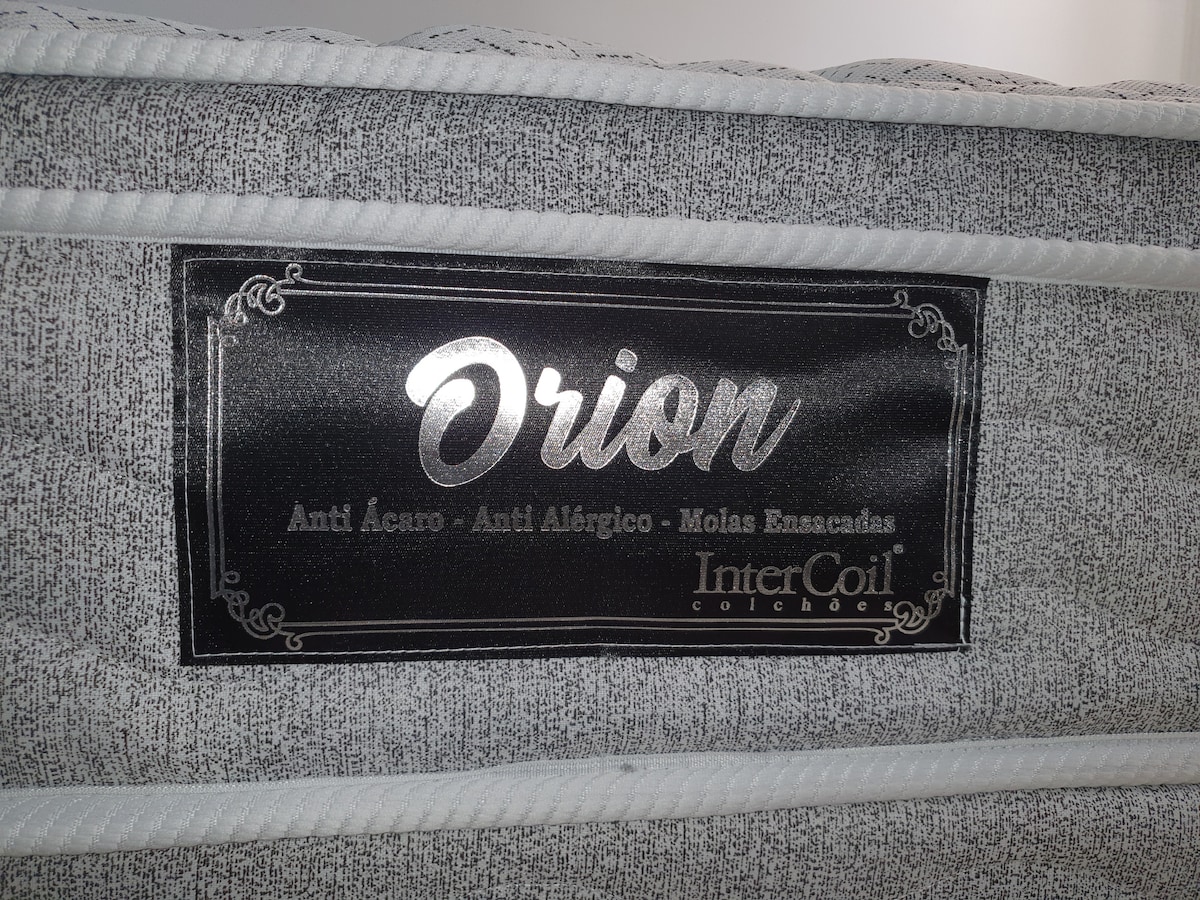 Orion
Anti Ácaro - Anti Alérgico - Molas Ensacadas
InterCoil®
colchões